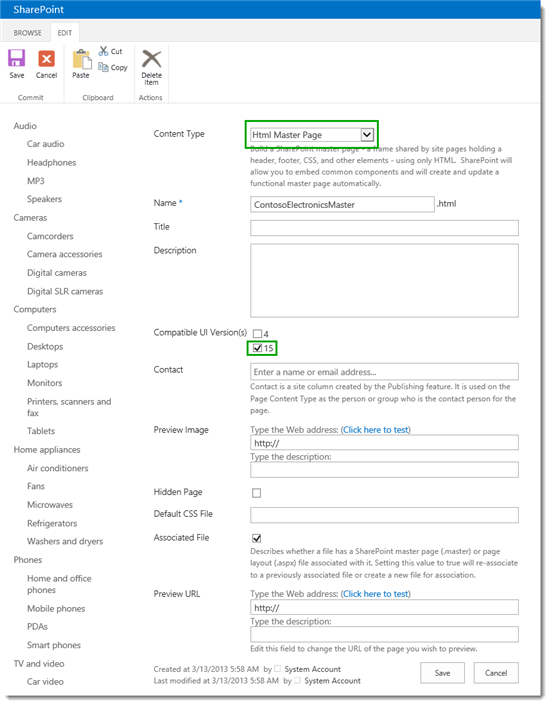 SharePoint
BROWSE EDIT
Save Cancel Paste Cut Copy Delete Item
Commit Clipboard Actions
Audio
Car audio
Headphones
MP3
Speakers
Cameras
Camcorders
Camera accessories
Digital cameras
Digital SLR cameras
Computers
Computers accessories
Desktops
Laptops
Monitors
Printers, scanners and
fax
Tablets
Home appliances
Air conditioners
Fans
Microwaves
Refrigerators
Washers and dryers
Phones
Home and office
phones
Mobile phones
PDAs
Smart phones
TV and video
Car video
Content Type Html Master Page
Build a SharePoint master page - a frame shared by site pages holding a
header, footer, CSS, and other elements - using only HTML. SharePoint will
allow you to embed common components and will create and update a
functional master page automatically.
Name * ContosoElectronicsMaster .html
Title
Description
Compatible UI Version(s) 4
15
Contact Enter a name or email address...
Contact is a site column created by the Publishing feature. It is used on the
Page Content Type as the person or group who is the contact person for the
page.
Preview Image Type the Web address: (Click here to test)
http://
Type the description:
Hidden Page
Default CSS File
Associated File
Describes whether a file has a SharePoint master page (.master) or page
layout (.aspx) file associated with it. Setting this value to true will re-associate
to a previously associated file or create a new file for association.
Preview URL Type the Web address: (Click here to test)
http://
Type the description:
Edit this field to change the URL of the page you wish to preview.
Created at 3/13/2013 5:58 AM by System Account
Last modified at 3/13/2013 5:58 AM by System Account
Save Cancel